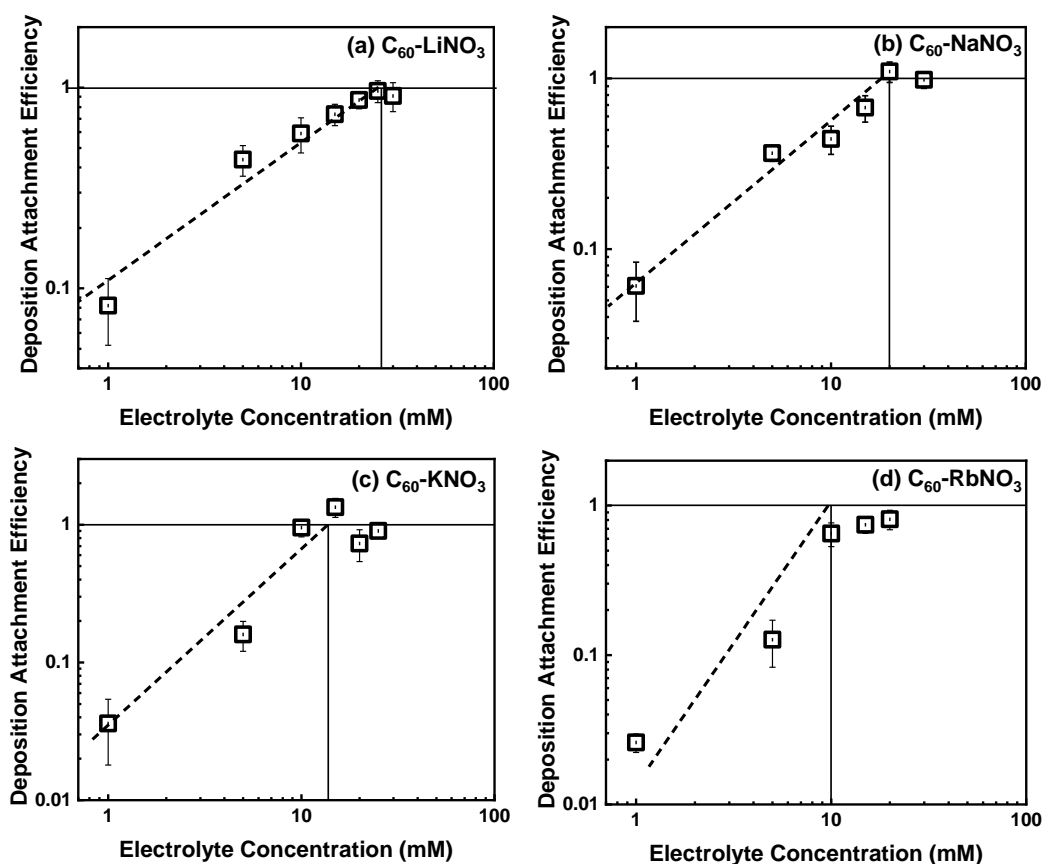 (a) C₆₀-LiNO₃
Deposition Attachment Efficiency
1
0.1
1
10
100
Electrolyte Concentration (mM)
(b) C₆₀-NaNO₃
Deposition Attachment Efficiency
1
0.1
1
10
100
Electrolyte Concentration (mM)
(c) C₆₀-KNO₃
Deposition Attachment Efficiency
1
0.1
0.01
1
10
100
Electrolyte Concentration (mM)
(d) C₆₀-RbNO₃
Deposition Attachment Efficiency
1
0.1
0.01
1
10
100
Electrolyte Concentration (mM)